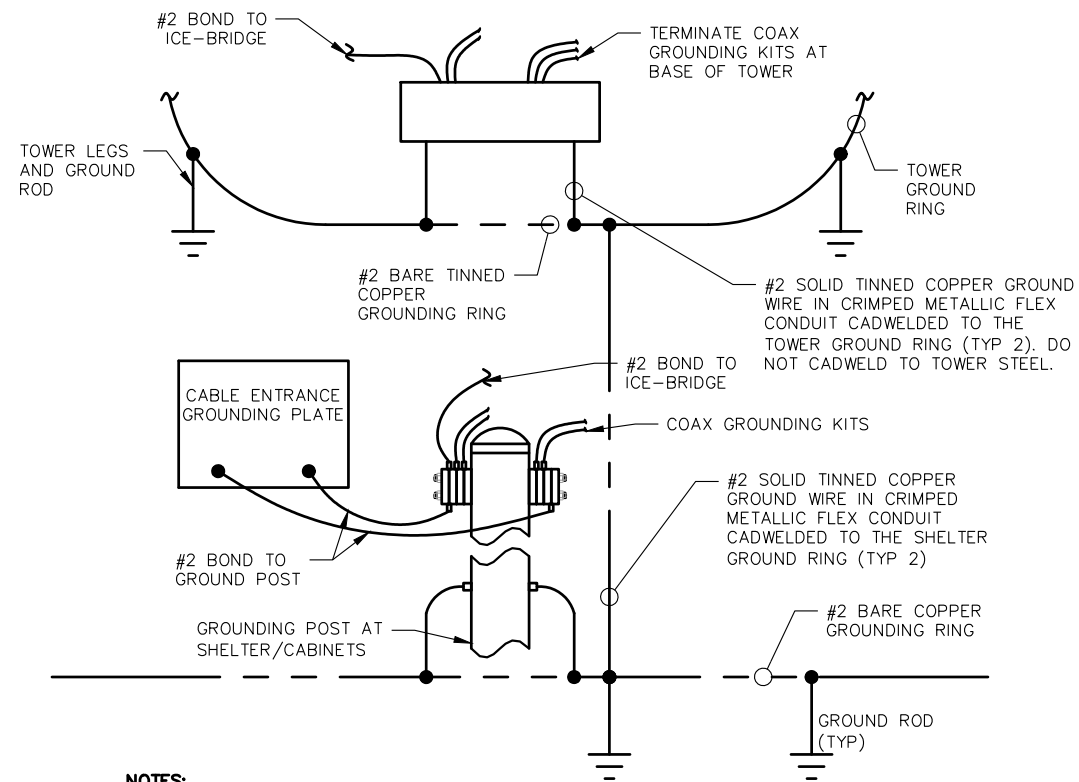 #2 BOND TO
ICE-BRIDGE
TERMINATE COAX
GROUNDING KITS AT
BASE OF TOWER
TOWER LEGS
AND GROUND
ROD
TOWER
GROUND
RING
#2 BARE TINNED
COPPER
GROUNDING RING
#2 SOLID TINNED COPPER GROUND
WIRE IN CRIMPED METALLIC FLEX
CONDUIT CADWELDED TO THE
TOWER GROUND RING (TYP 2). DO
NOT CADWELD TO TOWER STEEL.
#2 BOND TO
ICE-BRIDGE
CABLE ENTRANCE
GROUNDING PLATE
COAX GROUNDING KITS
#2 SOLID TINNED COPPER
GROUND WIRE IN CRIMPED
METALLIC FLEX CONDUIT
CADWELDED TO THE SHELTER
GROUND RING (TYP 2)
#2 BOND TO
GROUND POST
#2 BARE COPPER
GROUNDING RING
GROUNDING POST AT
SHELTER/CABINETS
GROUND ROD
(TYP)
NOTES: